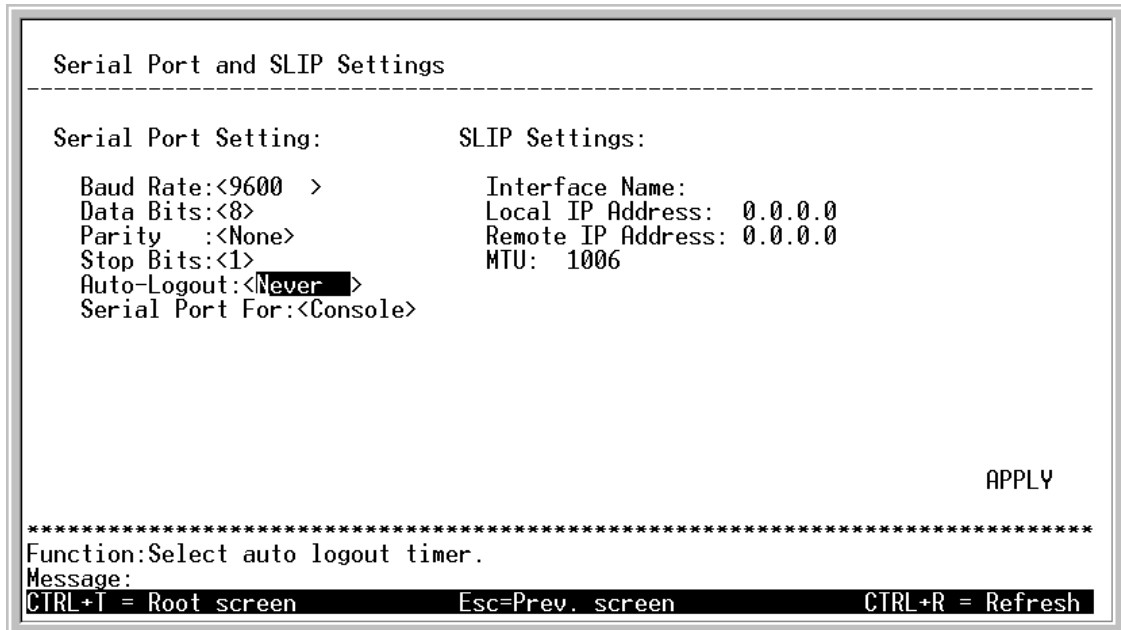 Serial Port and SLIP Settings
--------------------------------------------------------------------------------
Serial Port Setting:          SLIP Settings:
Baud Rate:<9600  >            Interface Name:
Data Bits:<8>                 Local IP Address:  0.0.0.0
Parity   :<None>              Remote IP Address: 0.0.0.0
Stop Bits:<1>                 MTU:  1006
Auto-Logout:<Never  >
Serial Port For:<Console>
APPLY
********************************************************************************
Function:Select auto logout timer.
Message:
CTRL+T = Root screen            Esc=Prev. screen              CTRL+R = Refresh